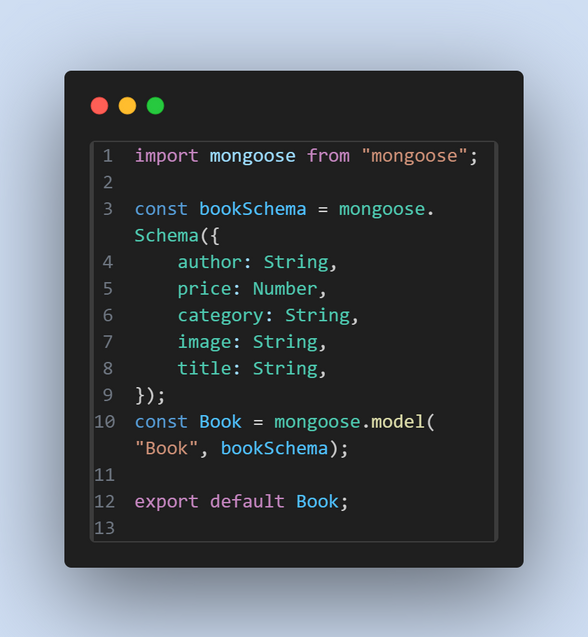 1 import mongoose from "mongoose";
2
3 const bookSchema = mongoose.
Schema({
4     author: String,
5     price: Number,
6     category: String,
7     image: String,
8     title: String,
9 });
10 const Book = mongoose.model(
"Book", bookSchema);
11
12 export default Book;
13